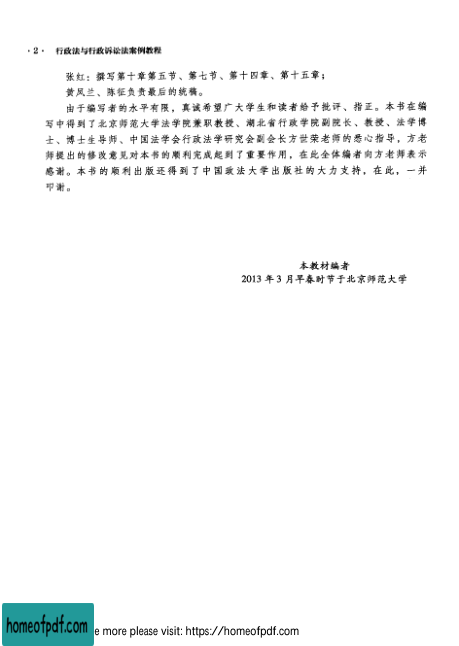 · 2 · 行政法与行政诉讼法案例教程
张红：撰写第十章第五节、第七节、第十四章、第十五章；
黄凤兰、陈征负责最后的统稿。
由于编写者的水平有限，真诚希望广大学生和读者给予批评、指正。本书在编
写中得到了北京师范大学法学院兼职教授、湖北省行政学院副院长、教授、法学博
士、博士生导师、中国法学会行政法学研究会副会长方世荣老师的悉心指导，方老
师提出的修改意见对本书的顺利完成起到了重要作用，在此全体编者向方老师表示
感谢。本书的顺利出版还得到了中国政法大学出版社的大力支持，在此，一并
叩谢。
本教材编者
2013 年 3 月早春时节于北京师范大学
homeofpdf.com
e more please visit: https://homeofpdf.com